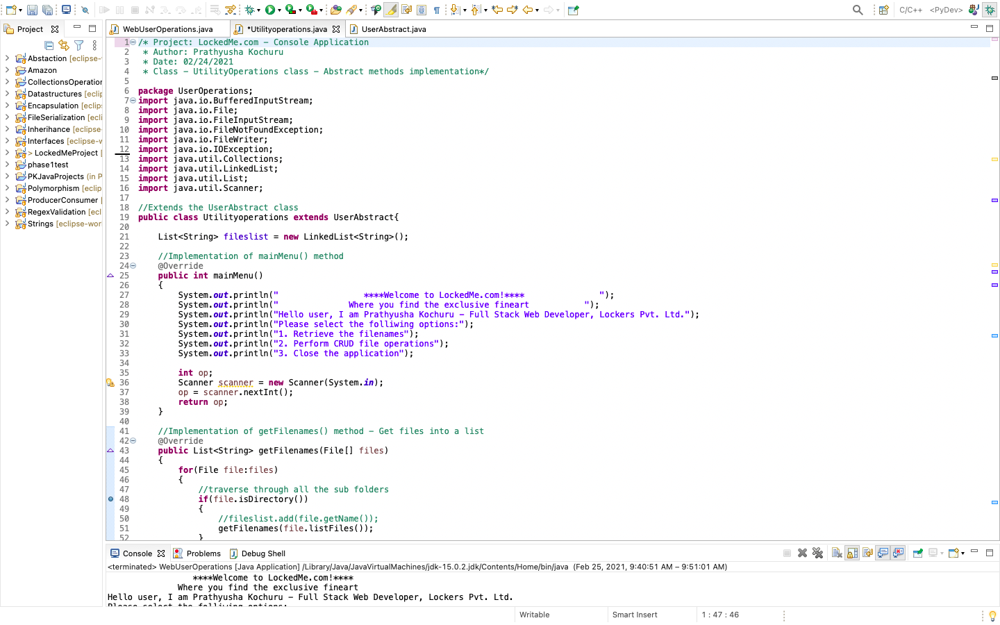 C/C++ <PyDev>
Project
WebUserOperations.java *Utilityoperations.java UserAbstract.java
Abstaction [eclipse-
Amazon
CollectionsOperation
Datastructures [eclip
Encapsulation [eclips
FileSerialization [ecli
Inherihance [eclipse-
Interfaces [eclipse-w
> LockedMeProject [
phase1test
PKJavaProjects (in P
Polymorphism [eclip
ProducerConsumer [
RegexValidation [ecl
Strings [eclipse-wor
1 /* Project: LockedMe.com - Console Application
2 * Author: Prathyusha Kochuru
3 * Date: 02/24/2021
4 * Class - UtilityOperations class - Abstract methods implementation*/
5
6 package UserOperations;
7 import java.io.BufferedInputStream;
8 import java.io.File;
9 import java.io.FileInputStream;
10 import java.io.FileNotFoundException;
11 import java.io.FileWriter;
12 import java.io.IOException;
13 import java.util.Collections;
14 import java.util.LinkedList;
15 import java.util.List;
16 import java.util.Scanner;
17
18 //Extends the UserAbstract class
19 public class Utilityoperations extends UserAbstract{
20
21 List<String> fileslist = new LinkedList<String>();
22
23 //Implementation of mainMenu() method
24 @Override
25 public int mainMenu()
26 {
27 System.out.println(" ****Welcome to LockedMe.com!**** ");
28 System.out.println(" Where you find the exclusive fineart ");
29 System.out.println("Hello user, I am Prathyusha Kochuru - Full Stack Web Developer, Lockers Pvt. Ltd.");
30 System.out.println("Please select the folliwing options:");
31 System.out.println("1. Retrieve the filenames");
32 System.out.println("2. Perform CRUD file operations");
33 System.out.println("3. Close the application");
34
35 int op;
36 Scanner scanner = new Scanner(System.in);
37 op = scanner.nextInt();
38 return op;
39 }
40
41 //Implementation of getFilenames() method - Get files into a list
42 @Override
43 public List<String> getFilenames(File[] files)
44 {
45 for(File file:files)
46 {
47 //traverse through all the sub folders
48 if(file.isDirectory())
49 {
50 //fileslist.add(file.getName());
51 getFilenames(file.listFiles());
52 }
Console Problems Debug Shell
<terminated> WebUserOperations [Java Application] /Library/Java/JavaVirtualMachines/jdk-15.0.2.jdk/Contents/Home/bin/java (Feb 25, 2021, 9:40:51 AM – 9:51:01 AM)
****Welcome to LockedMe.com!****
Where you find the exclusive fineart
Hello user, I am Prathyusha Kochuru - Full Stack Web Developer, Lockers Pvt. Ltd.
Please select the folliwing options:
Writable Smart Insert 1 : 47 : 46